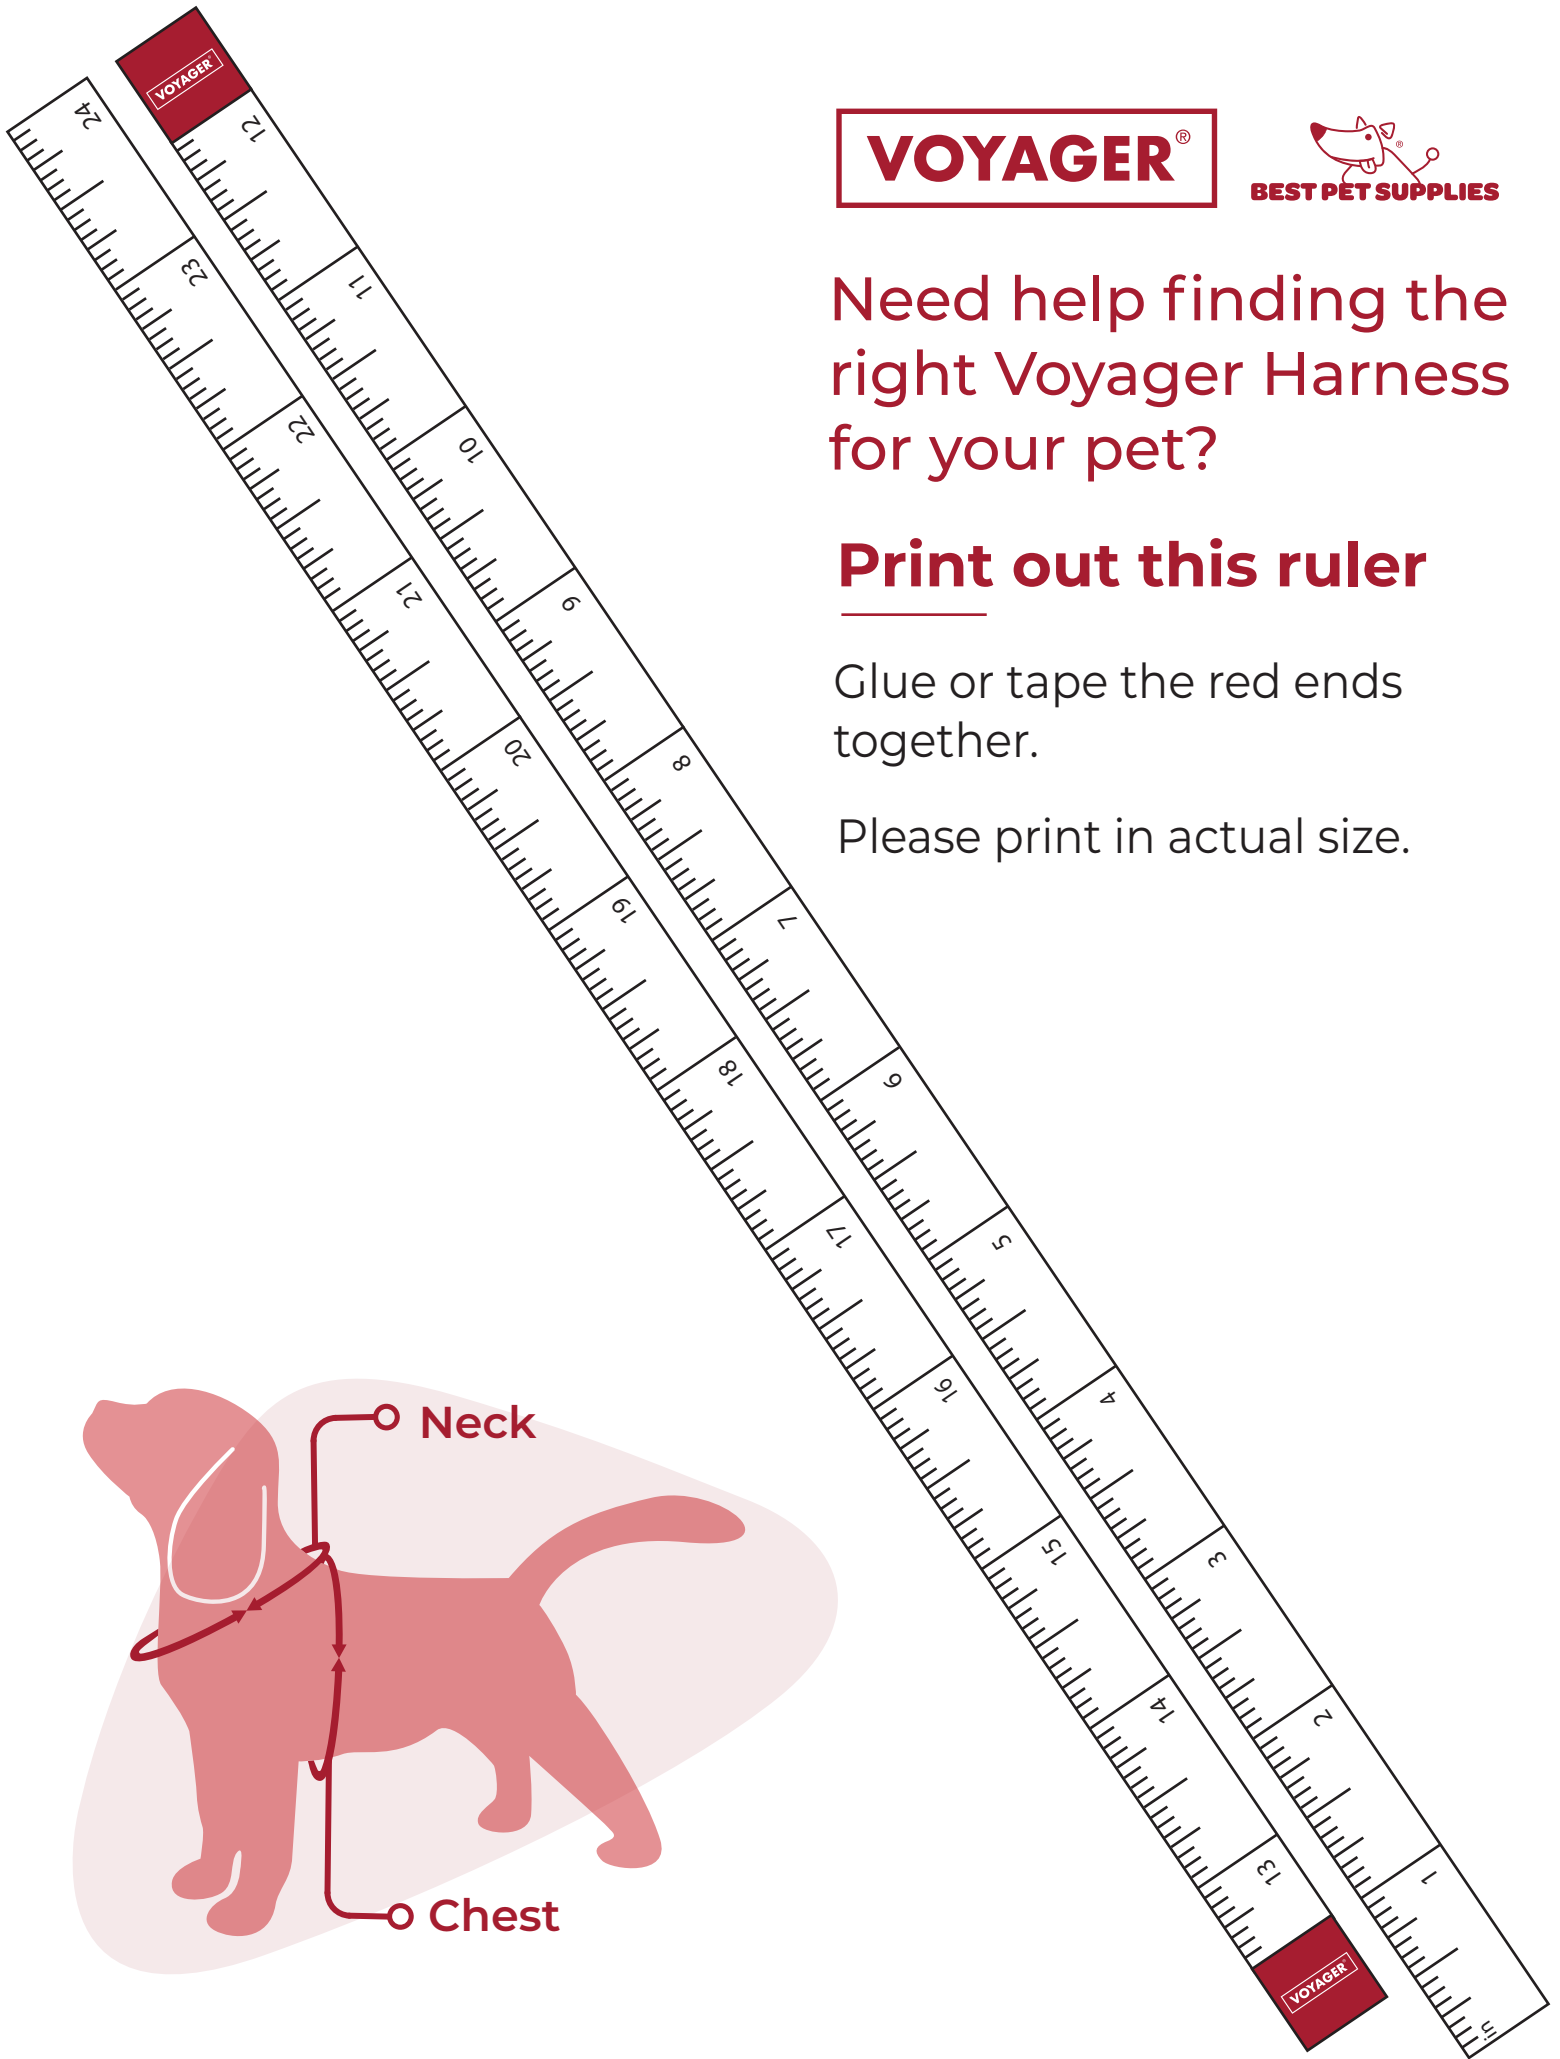 VOYAGER®
BEST PET SUPPLIES®
Need help finding the
right Voyager Harness
for your pet?
Print out this ruler
Glue or tape the red ends
together.
Please print in actual size.
VOYAGER®
12
11
10
9
8
7
6
5
4
3
2
1
in
24
23
22
21
20
19
18
17
16
15
14
13
VOYAGER®
Neck
Chest